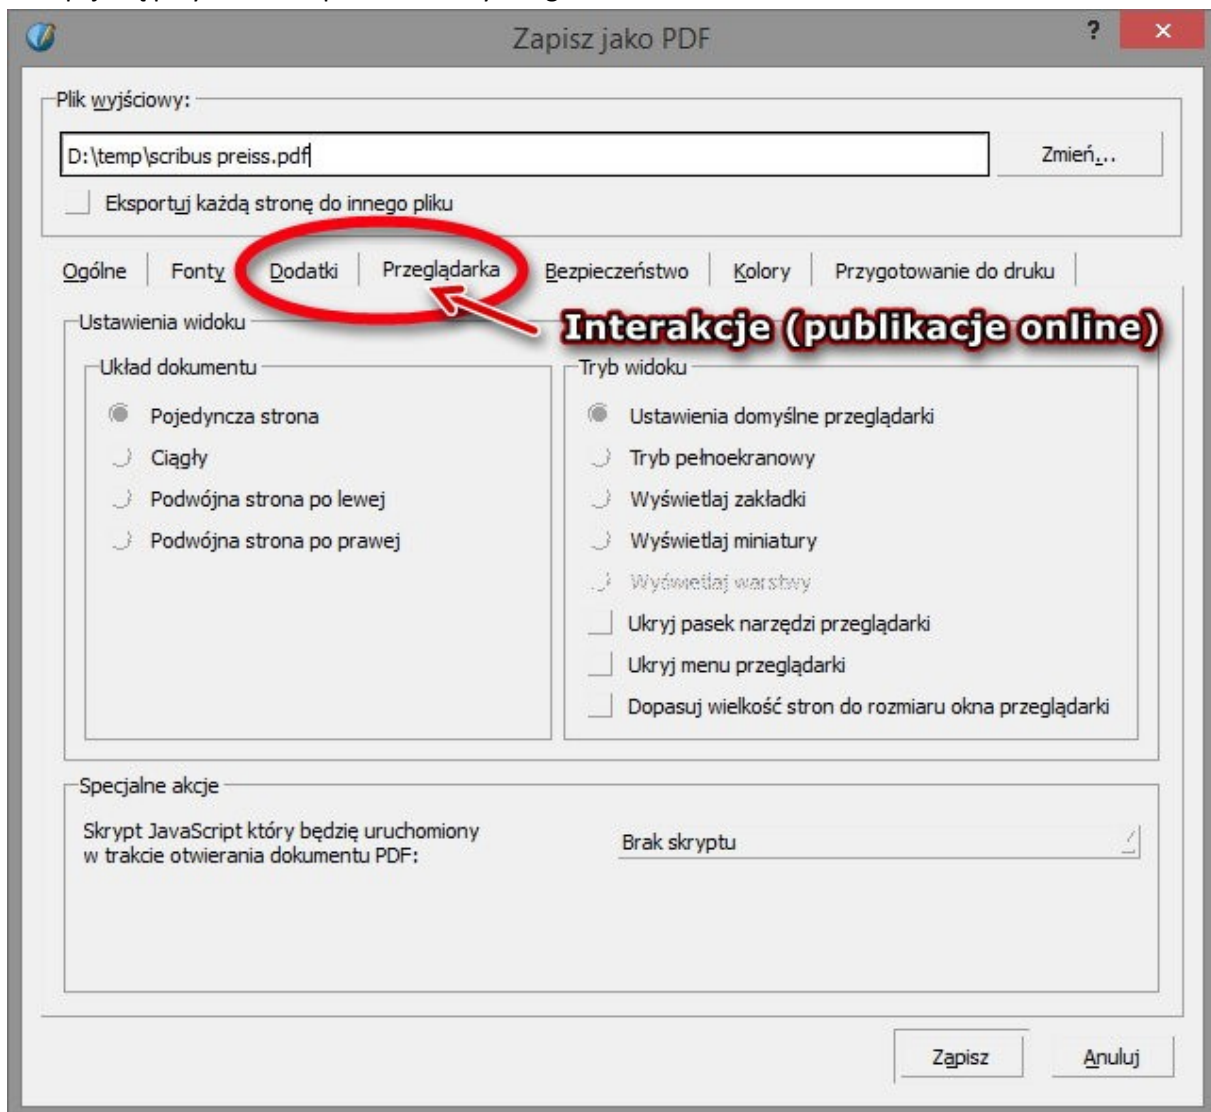 Zapisz jako PDF
?
Plik wyjściowy:
D:\temp\scribus preiss.pdf
Zmień...
Eksportuj każdą stronę do innego pliku
Ogólne Fonty Dodatki Przeglądarka Bezpieczeństwo Kolory Przygotowanie do druku
Interakcje (publikacje online)
Ustawienia widoku
Układ dokumentu
Pojedyncza strona
Ciągły
Podwójna strona po lewej
Podwójna strona po prawej
Tryb widoku
Ustawienia domyślne przeglądarki
Tryb pełnoekranowy
Wyświetlaj zakładki
Wyświetlaj miniatury
Wyświetlaj warstwy
Ukryj pasek narzędzi przeglądarki
Ukryj menu przeglądarki
Dopasuj wielkość stron do rozmiaru okna przeglądarki
Specjalne akcje
Skrypt JavaScript który będzię uruchomiony
w trakcie otwierania dokumentu PDF:
Brak skryptu
Zapisz
Anuluj